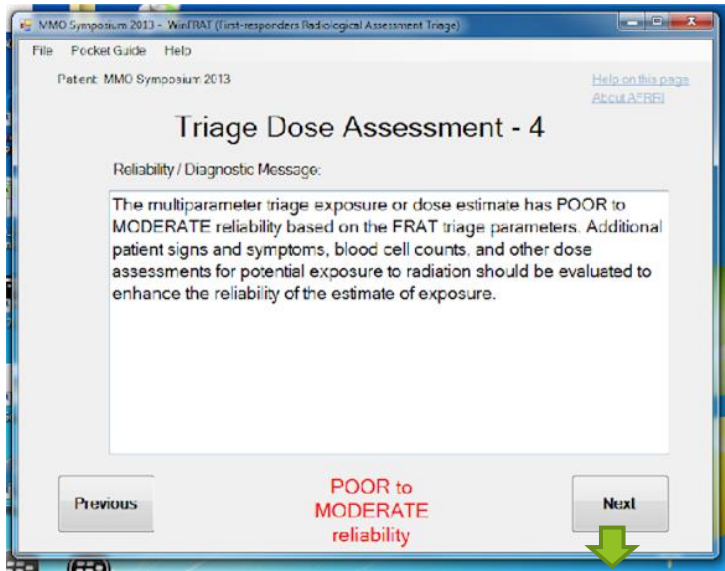 MMO Symposium 2013 - WinFRAT (First-responders Radiological Assessment Triage)
File Pocket Guide Help
Patient: MMO Symposium 2013
Help on this page
About AFRRI
Triage Dose Assessment - 4
Reliability / Diagnostic Message:
The multiparameter triage exposure or dose estimate has POOR to
MODERATE reliability based on the FRAT triage parameters. Additional
patient signs and symptoms, blood cell counts, and other dose
assessments for potential exposure to radiation should be evaluated to
enhance the reliability of the estimate of exposure.
Previous
POOR to
MODERATE
reliability
Next